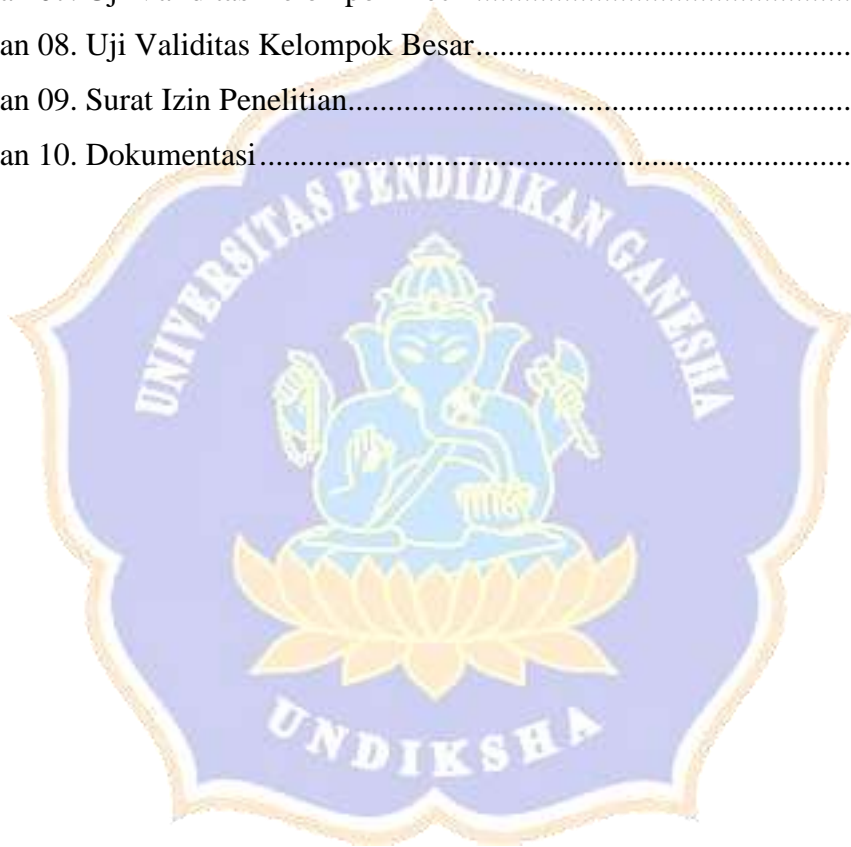 an 08. Uji Validitas Kelompok Besar................................................
an 09. Surat Izin Penelitian................................................................
an 10. Dokumentasi...........................................................................
UNIVERSITAS PENDIDIKAN GANESHA
UNDIKSHA